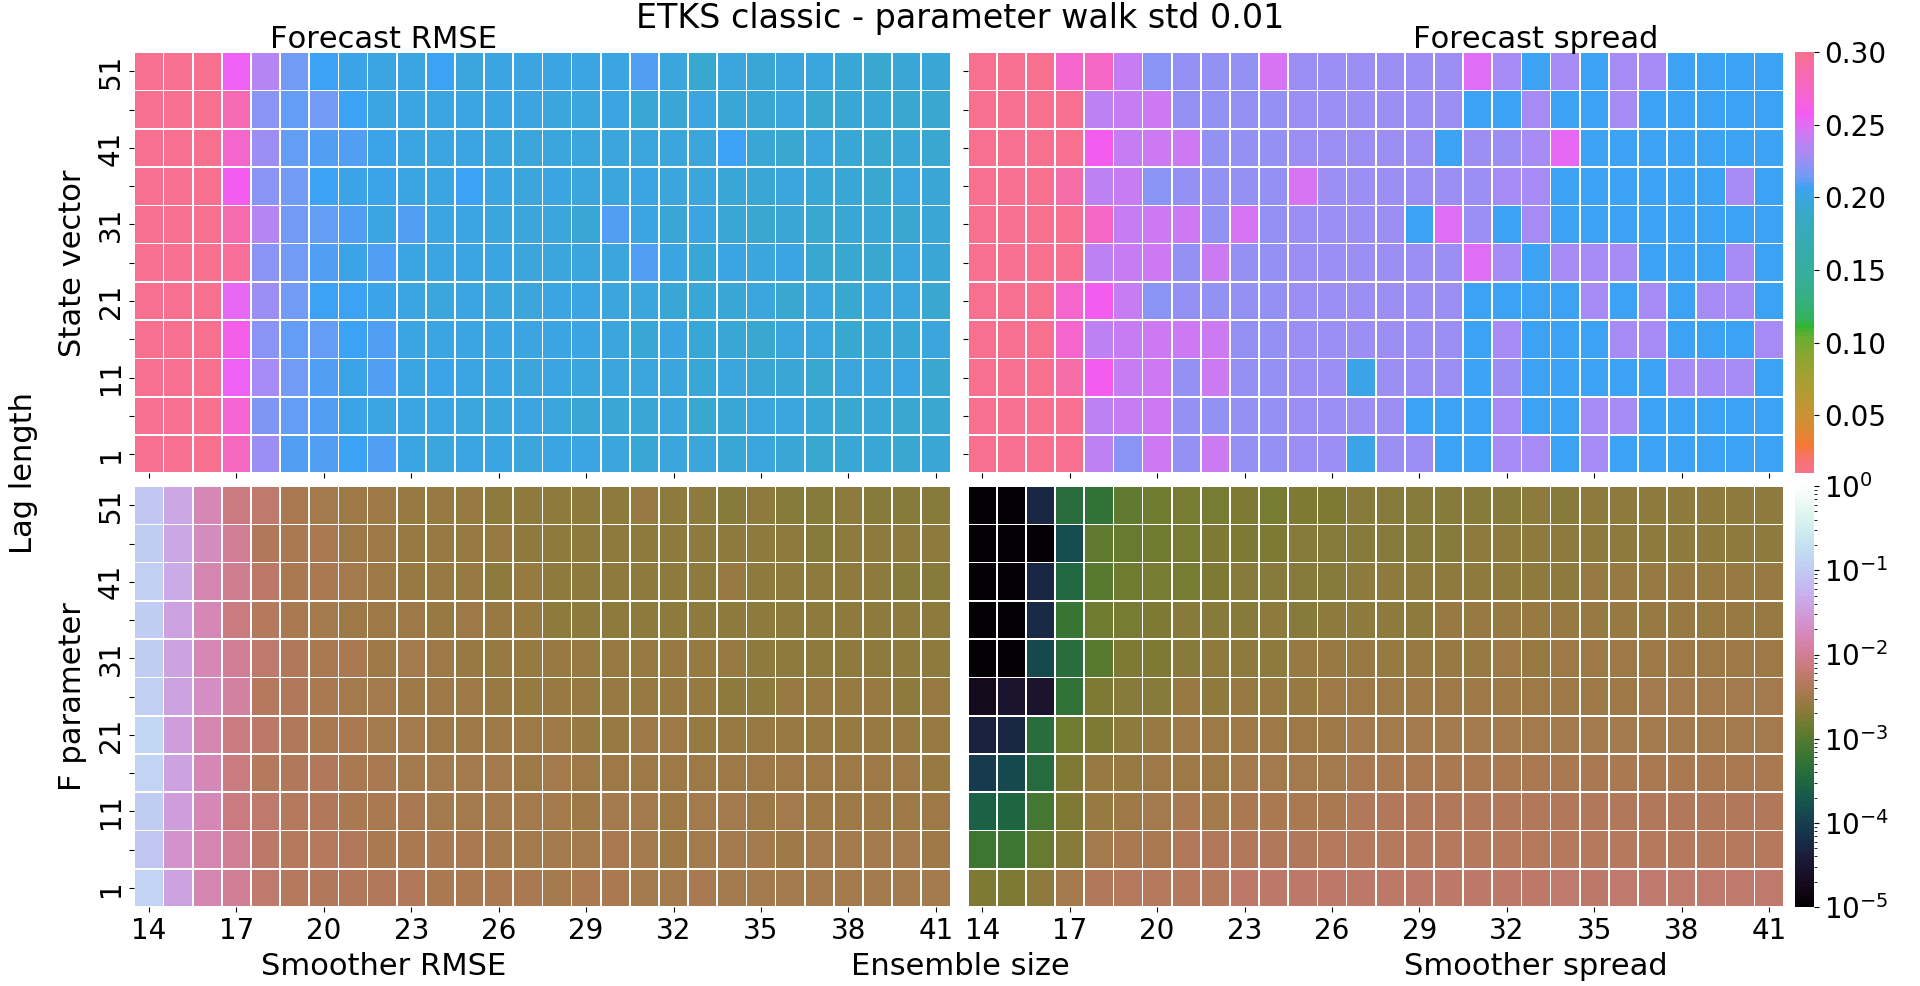 ETKS classic - parameter walk std 0.01
Forecast RMSE
Forecast spread
State vector
51
41
31
21
11
1
0.30
0.25
0.20
0.15
0.10
0.05
Lag length
F parameter
51
41
31
21
11
1
10⁰
10⁻¹
10⁻²
10⁻³
10⁻⁴
10⁻⁵
14 17 20 23 26 29 32 35 38 41
14 17 20 23 26 29 32 35 38 41
Smoother RMSE
Ensemble size
Smoother spread